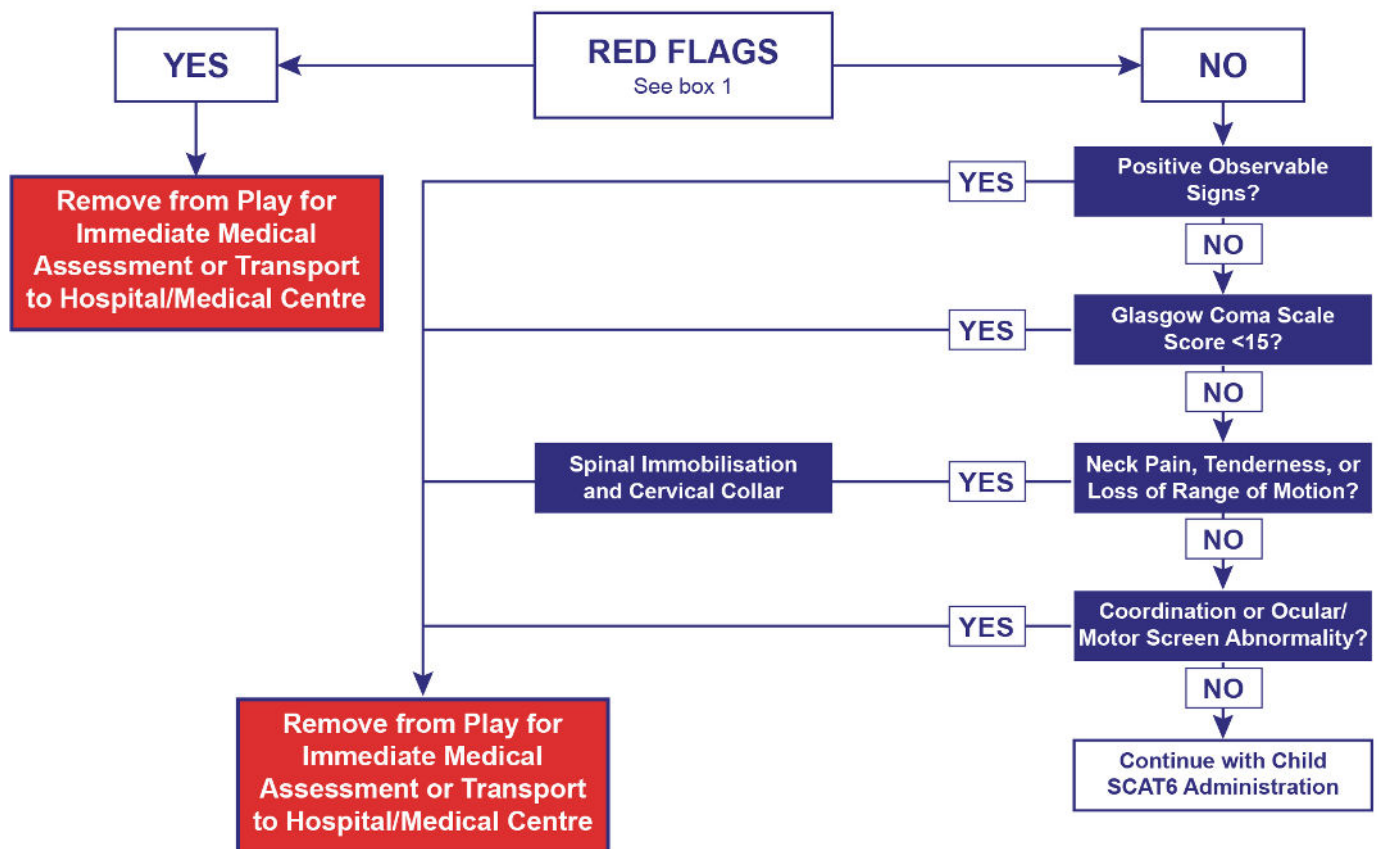 YES
RED FLAGS
See box 1
NO
Remove from Play for
Immediate Medical
Assessment or Transport
to Hospital/Medical Centre
YES
Positive Observable
Signs?
NO
YES
Glasgow Coma Scale
Score <15?
NO
Spinal Immobilisation
and Cervical Collar
YES
Neck Pain, Tenderness, or
Loss of Range of Motion?
NO
YES
Coordination or Ocular/
Motor Screen Abnormality?
NO
Remove from Play for
Immediate Medical
Assessment or Transport
to Hospital/Medical Centre
Continue with Child
SCAT6 Administration